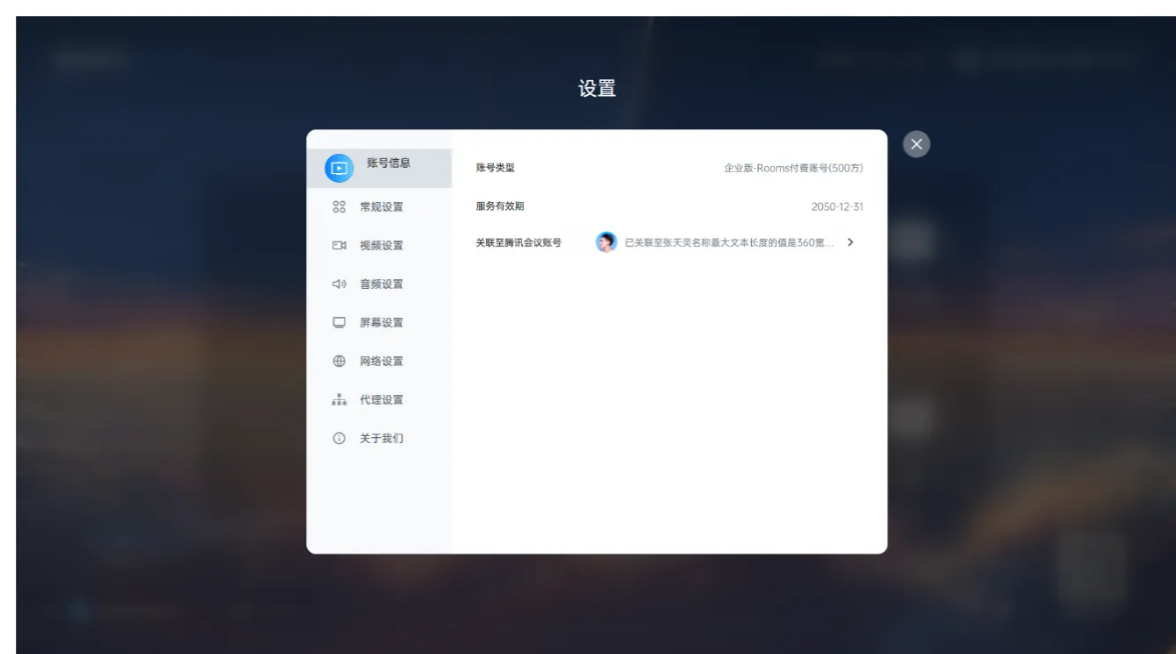 设置
账号信息
常规设置
视频设置
音频设置
屏幕设置
网络设置
代理设置
关于我们
账号类型
企业版-Rooms付费账号(500方)
服务有效期
2050-12-31
关联至腾讯会议账号
已关联至张天灵名称最大文本长度的值是360宽...